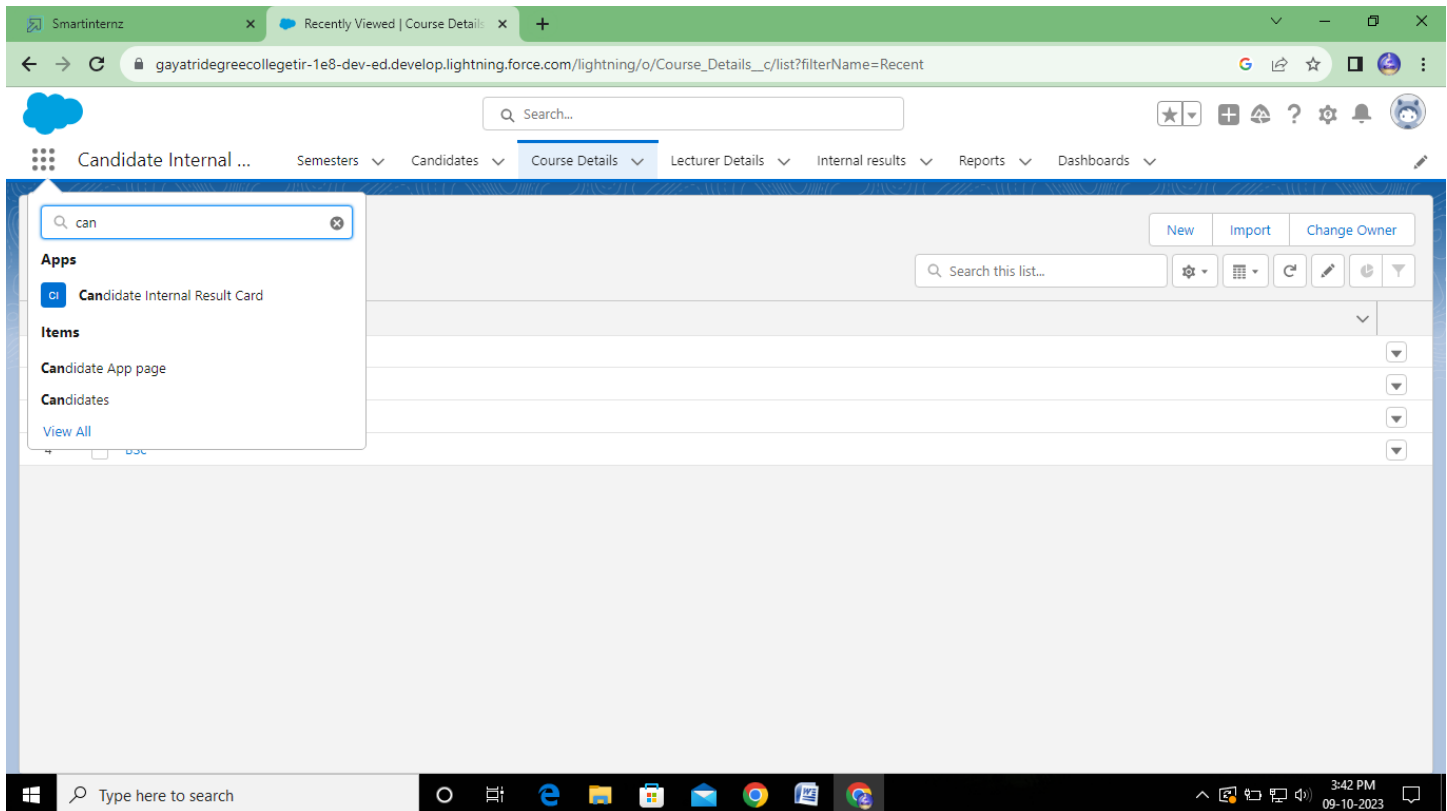 Smartinternz
Recently Viewed | Course Details
gayatridegreecollegetir-1e8-dev-ed.develop.lightning.force.com/lightning/o/Course_Details__c/list?filterName=Recent
Search...
Candidate Internal ...
Semesters
Candidates
Course Details
Lecturer Details
Internal results
Reports
Dashboards
can
Apps
CI
Candidate Internal Result Card
Items
Candidate App page
Candidates
View All
New
Import
Change Owner
Search this list...
4
BSc
Type here to search
3:42 PM
09-10-2023